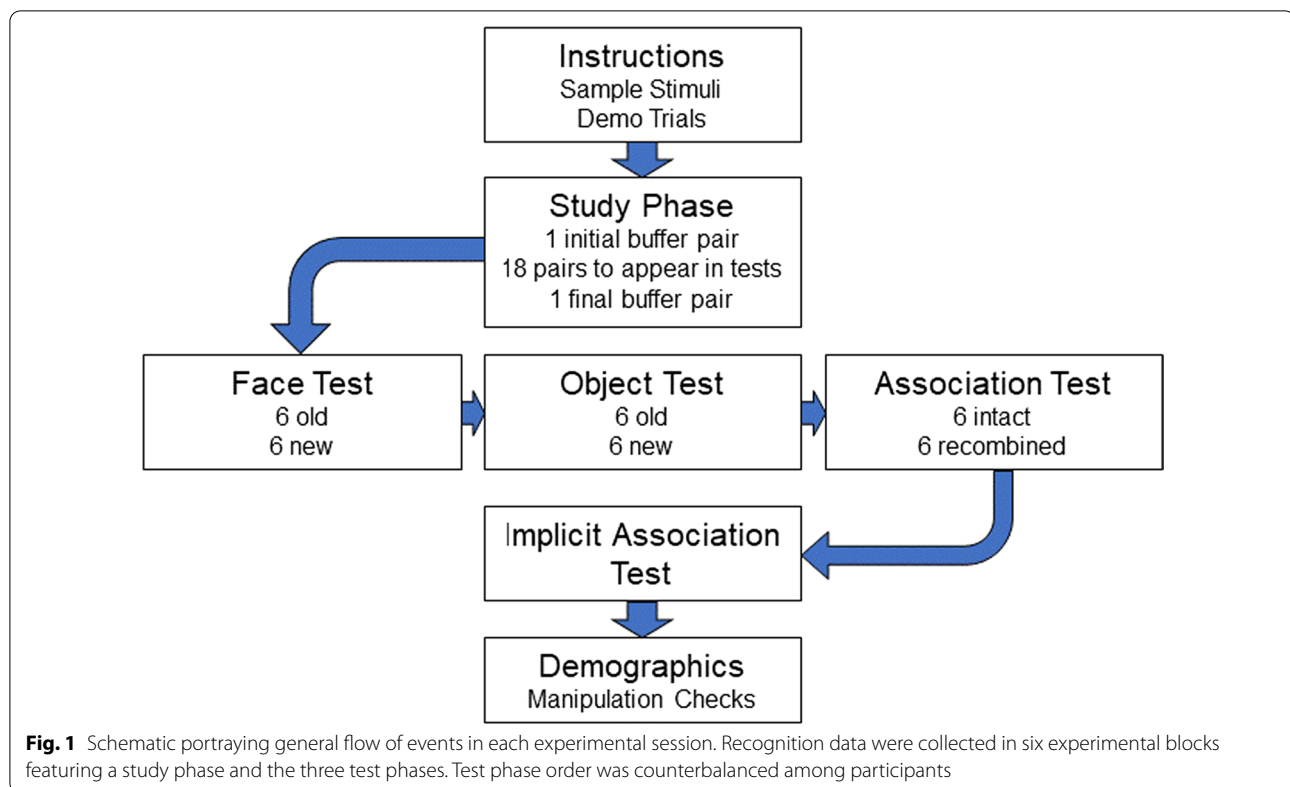 Instructions
Sample Stimuli
Demo Trials
Study Phase
1 initial buffer pair
18 pairs to appear in tests
1 final buffer pair
Face Test
6 old
6 new
Object Test
6 old
6 new
Association Test
6 intact
6 recombined
Implicit Association
Test
Demographics
Manipulation Checks
Fig. 1 Schematic portraying general flow of events in each experimental session. Recognition data were collected in six experimental blocks
featuring a study phase and the three test phases. Test phase order was counterbalanced among participants